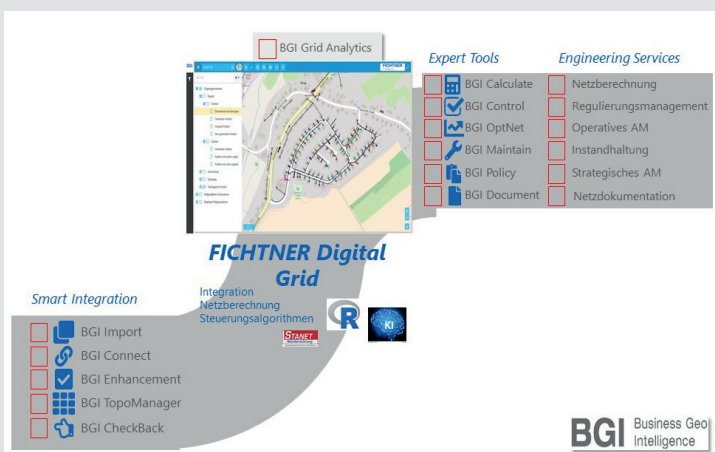 BGI Grid Analytics
FICHTNER
Expert Tools
BGI Calculate
BGI Control
BGI OptNet
BGI Maintain
BGI Policy
BGI Document
Engineering Services
Netzberechnung
Regulierungsmanagement
Operatives AM
Instandhaltung
Strategisches AM
Netzdokumentation
FICHTNER Digital
Grid
Integration
Netzberechnung
Steuerungsalgorithmen
STANET
R
KI
Smart Integration
BGI Import
BGI Connect
BGI Enhancement
BGI TopoManager
BGI CheckBack
BGI
Business Geo
Intelligence